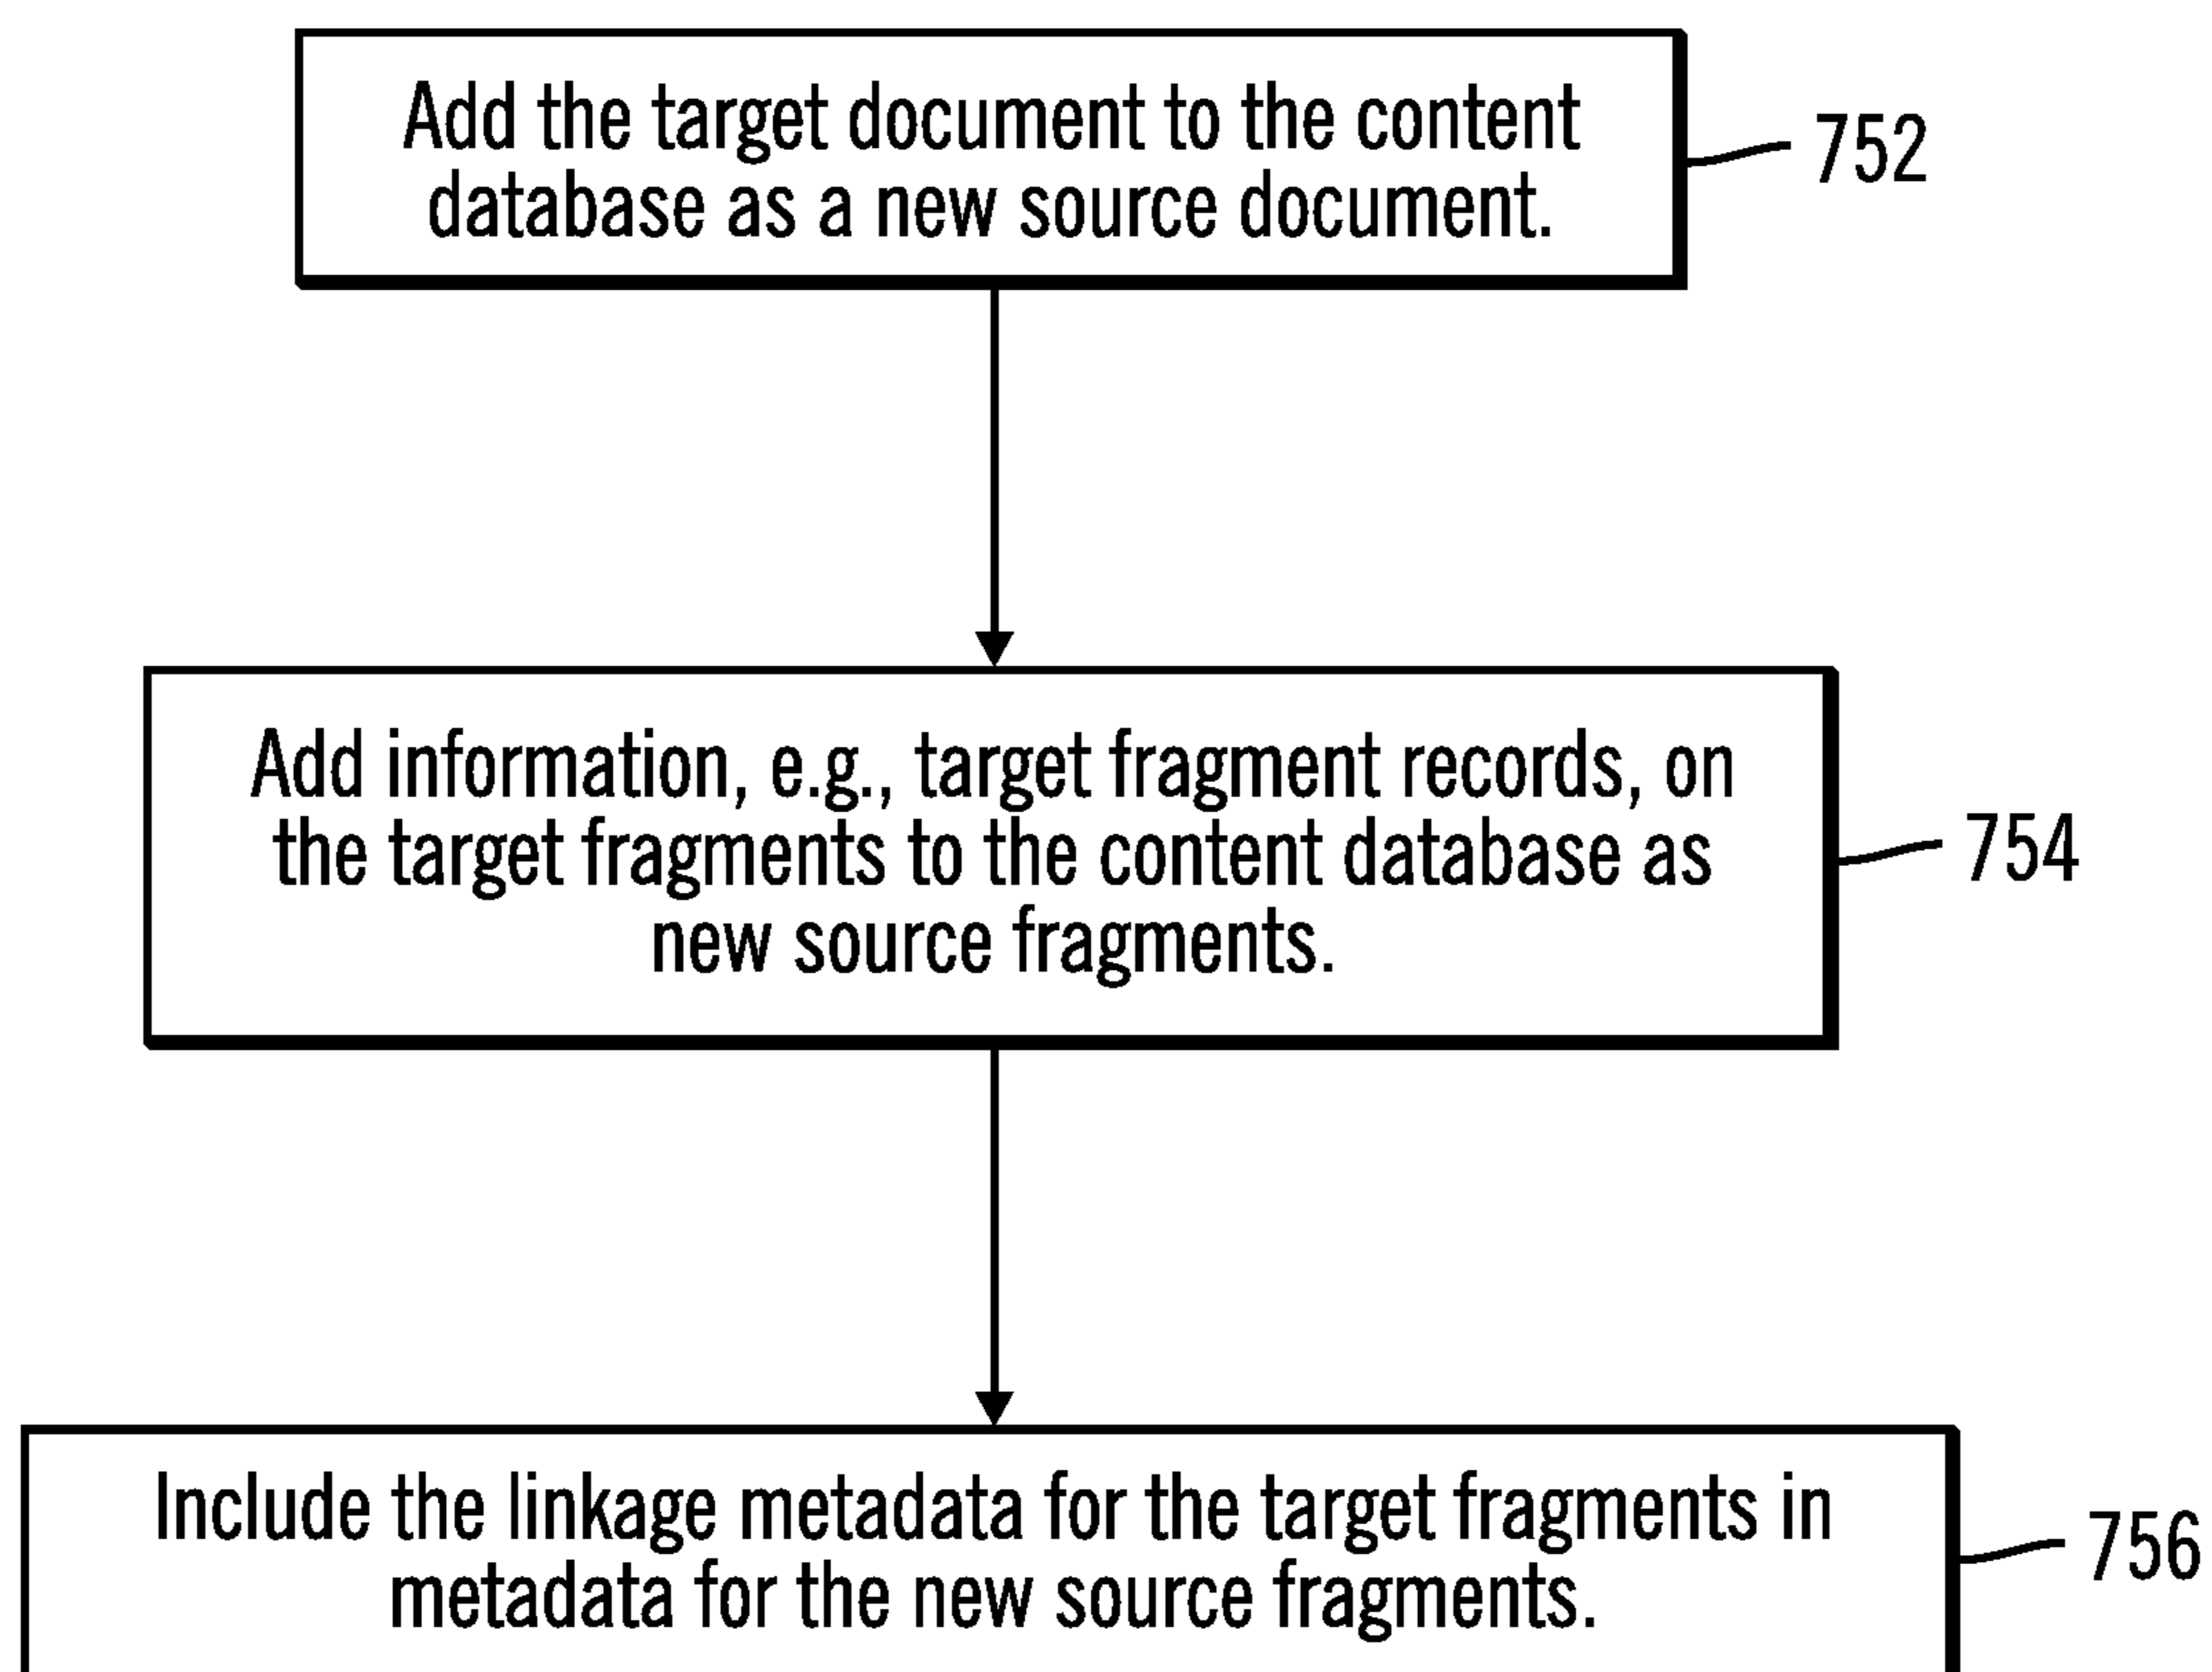 Add the target document to the content
database as a new source document.
752
Add information, e.g., target fragment records, on
the target fragments to the content database as
new source fragments.
754
Include the linkage metadata for the target fragments in
metadata for the new source fragments.
756